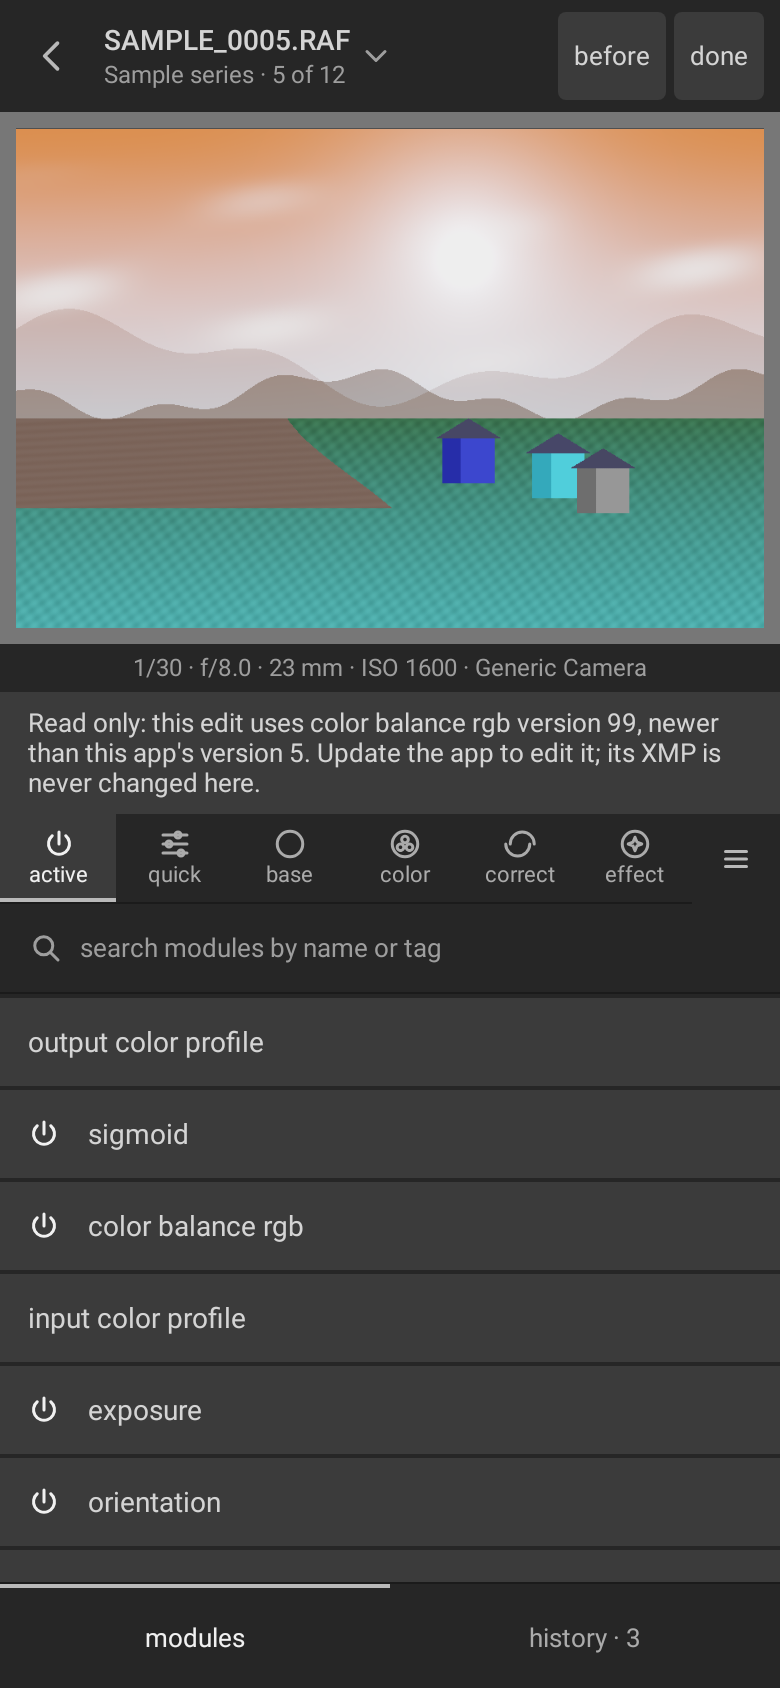 SAMPLE_0005.RAF
Sample series · 5 of 12
before
done
1/30 · f/8.0 · 23 mm · ISO 1600 · Generic Camera
Read only: this edit uses color balance rgb version 99, newer
than this app's version 5. Update the app to edit it; its XMP is
never changed here.
active
quick
base
color
correct
effect
search modules by name or tag
output color profile
sigmoid
color balance rgb
input color profile
exposure
orientation
modules
history · 3